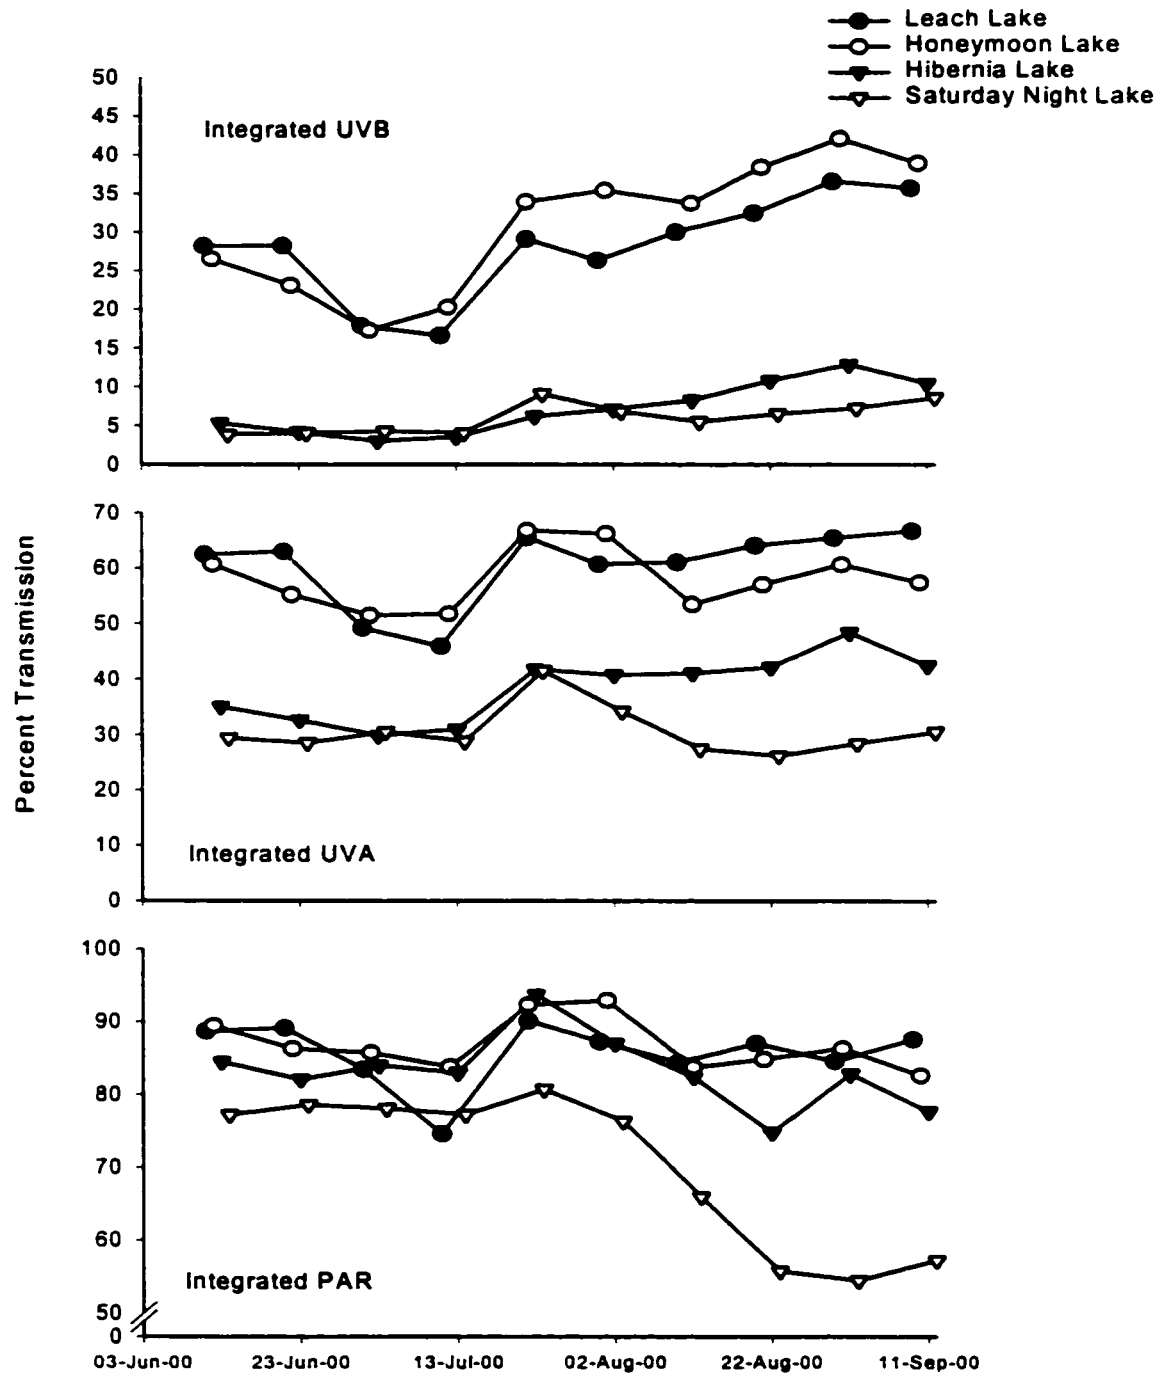 Leach Lake
Honeymoon Lake
Hibernia Lake
Saturday Night Lake
50
45
40
35
30
25
20
15
10
5
0
Integrated UVB
Percent Transmission
70
60
50
40
30
20
10
0
Integrated UVA
100
90
80
70
60
50
0
Integrated PAR
03-Jun-00 23-Jun-00 13-Jul-00 02-Aug-00 22-Aug-00 11-Sep-00